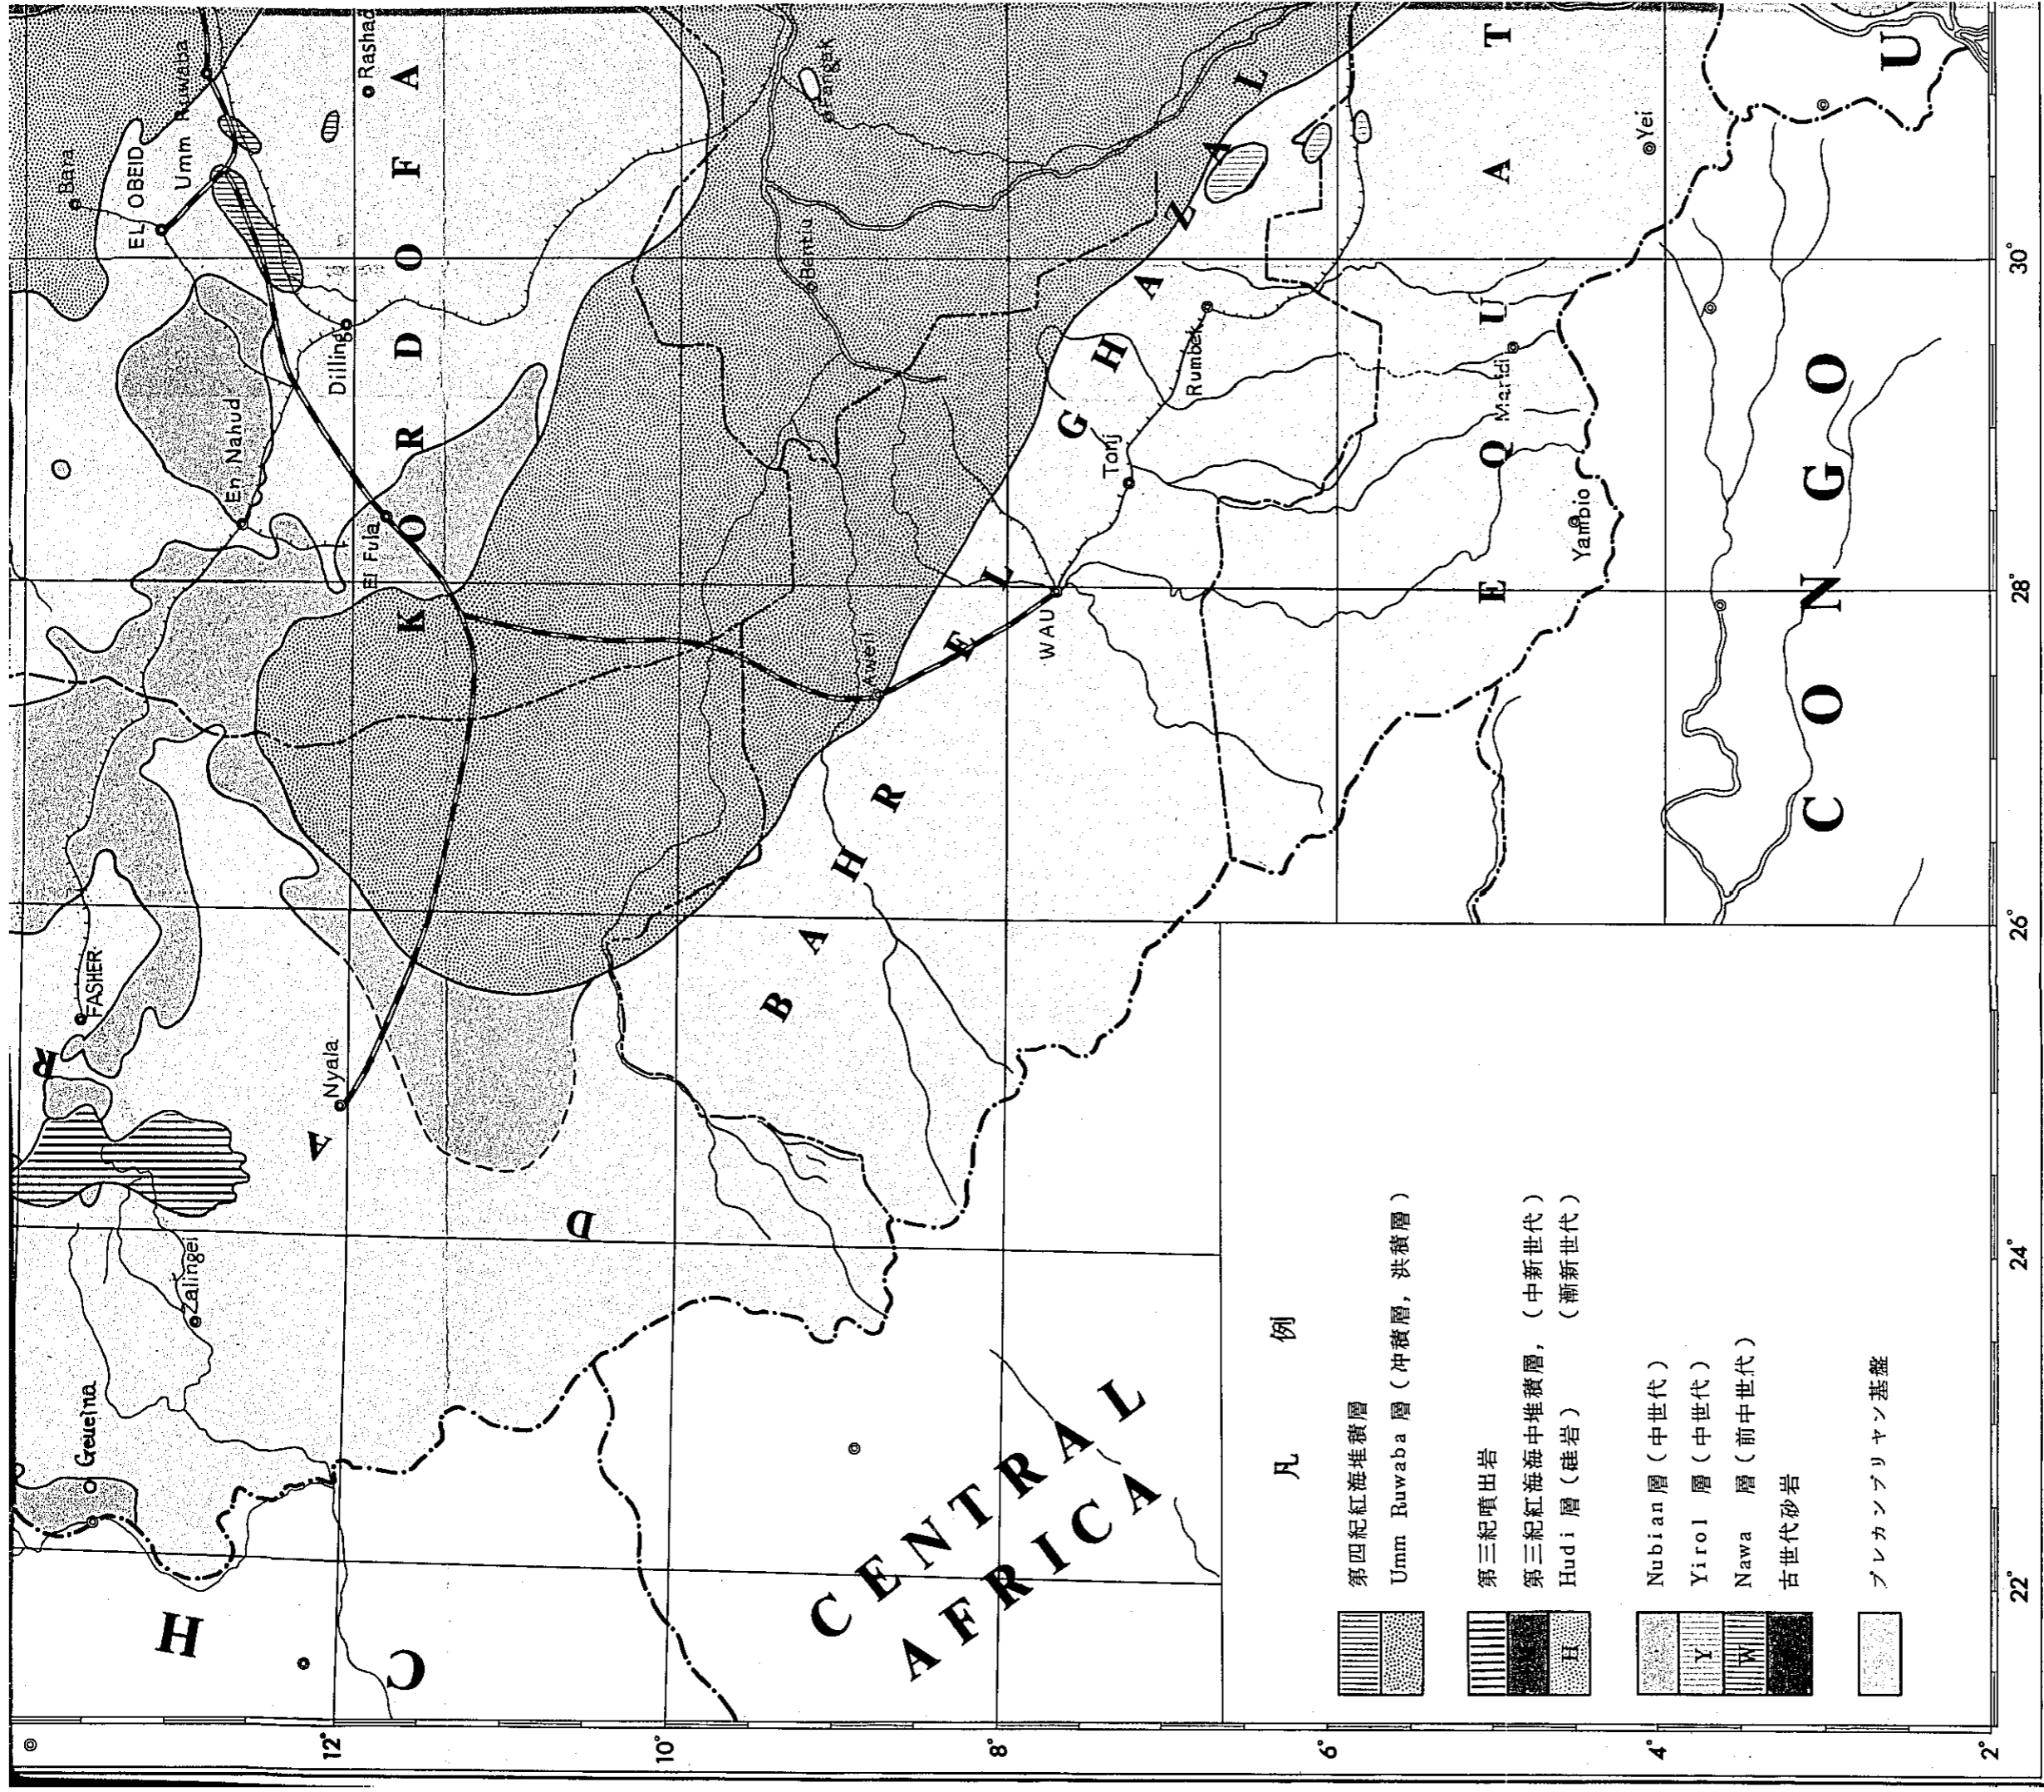 Bara
EL OBEID
Umm Ruwaba
Rashad
En Nahud
Dilling
El Fula
KORDOFA
FASHER
Nyala
Zalingei
Geneina
D
A
R
Bentiu
Fangak
Aweil
WAU
Tonj
Rumbek
BAHR EL GHAZAL
Maridi
Yambio
Yei
EQUAT
CONGO
U
CENTRAL
AFRICA
C
H
凡例
第四紀紅海堆積層
Umm Ruwaba 層 (冲積層, 洪積層)
第三紀噴出岩
第三紀紅海海中堆積層, (中新世代)
H
Hudi 層 (硅岩) (漸新世代)
Nubian 層 (中世代)
Y
Yirol 層 (中世代)
W
Nawa 層 (前中世代)
古世代砂岩
プレカンブリヤン基盤
12°
10°
8°
6°
4°
2°
22°
24°
26°
28°
30°